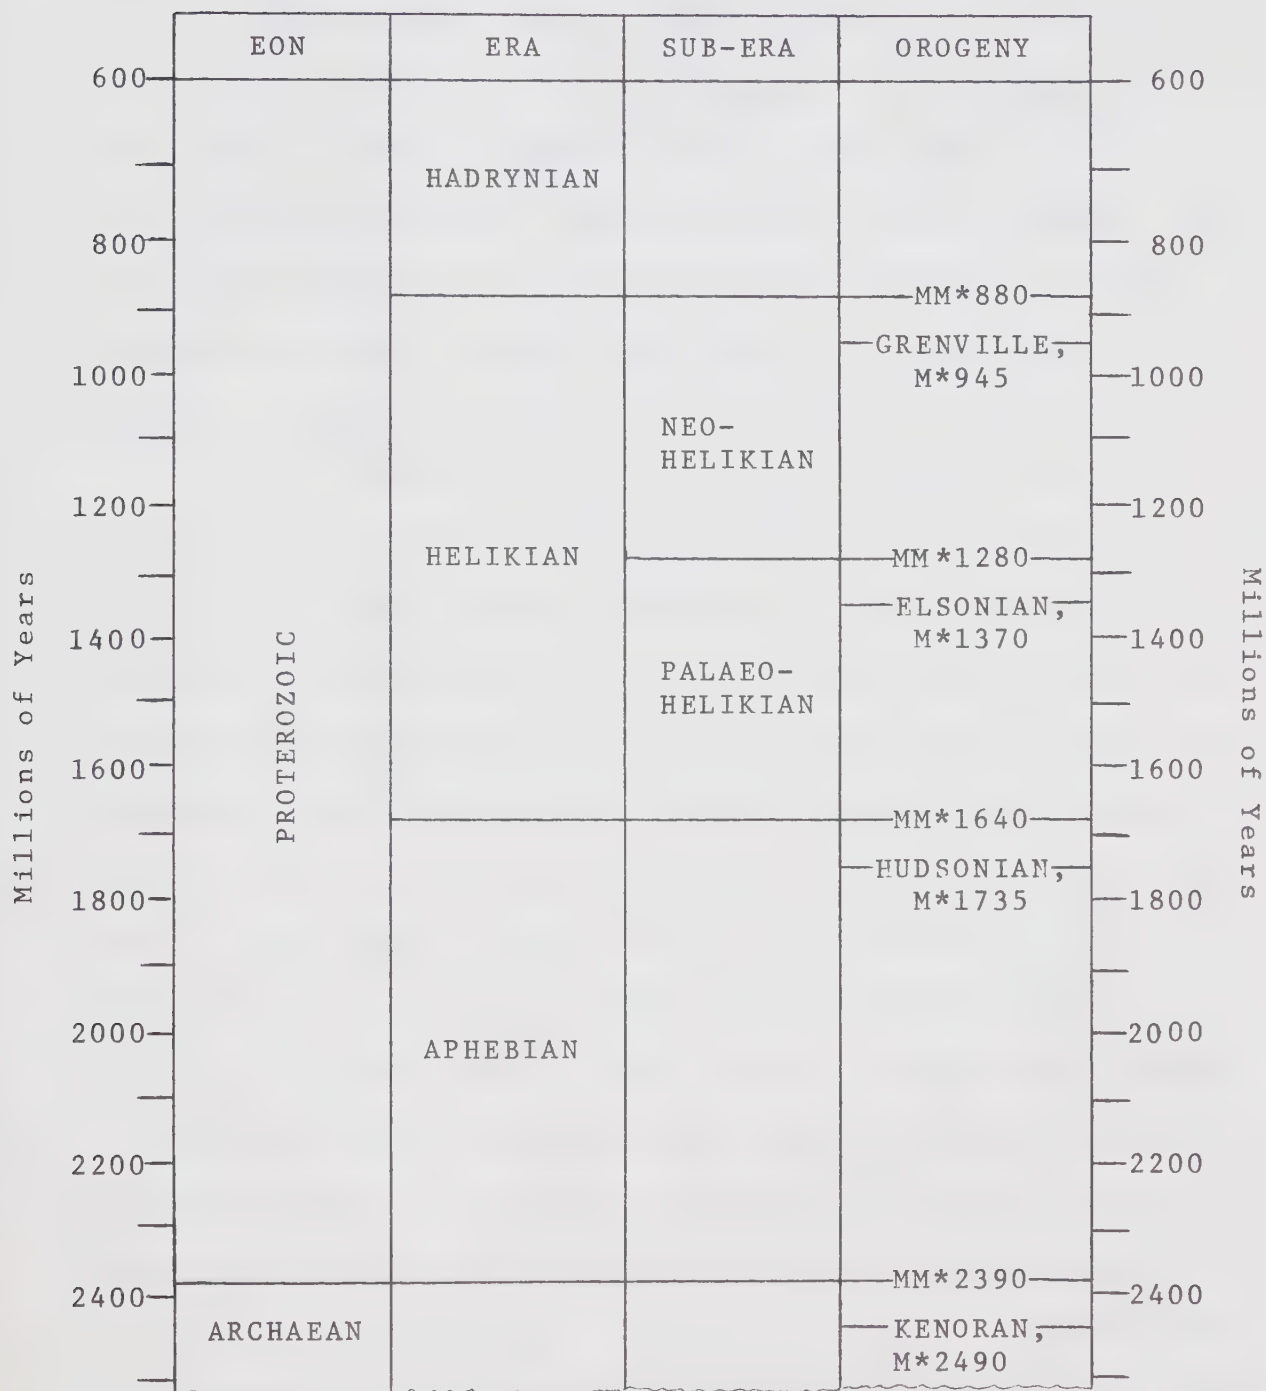 EON ERA SUB-ERA OROGENY
600 600
HADRYNIAN
800 800
MM*880
GRENVILLE,
M*945
1000 1000
NEO-
HELIKIAN
1200 1200
HELIKIAN
MM*1280
ELSONIAN,
M*1370
1400 1400
PALAEO-
HELIKIAN
PROTEROZOIC
Millions of Years
Millions of Years
1600 1600
MM*1640
HUDSONIAN,
M*1735
1800 1800
2000 2000
APHEBIAN
2200 2200
MM*2390
2400 2400
ARCHAEAN
KENORAN,
M*2490